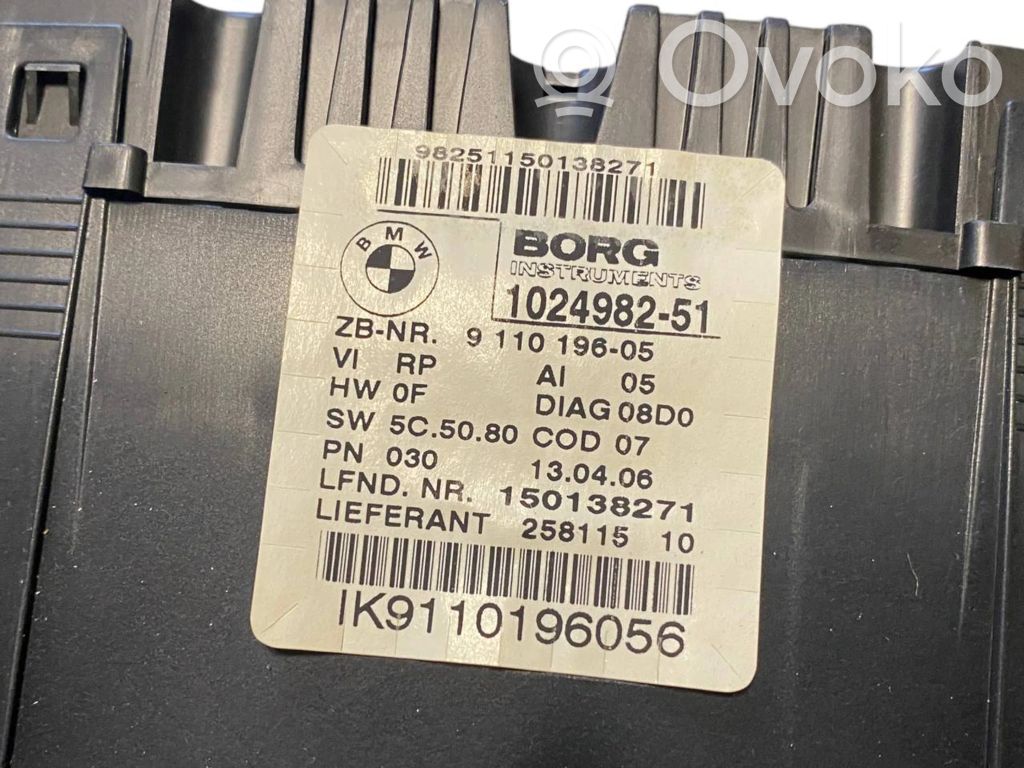 Ovoko
98251150138271
BMW
BORG
INSTRUMENTS
1024982-51
ZB-NR. 9 110 196-05
VI RP AI 05
HW 0F DIAG 08D0
SW 5C.50.80 COD 07
PN 030 13.04.06
LFND. NR. 150138271
LIEFERANT 258115 10
IK9110196056